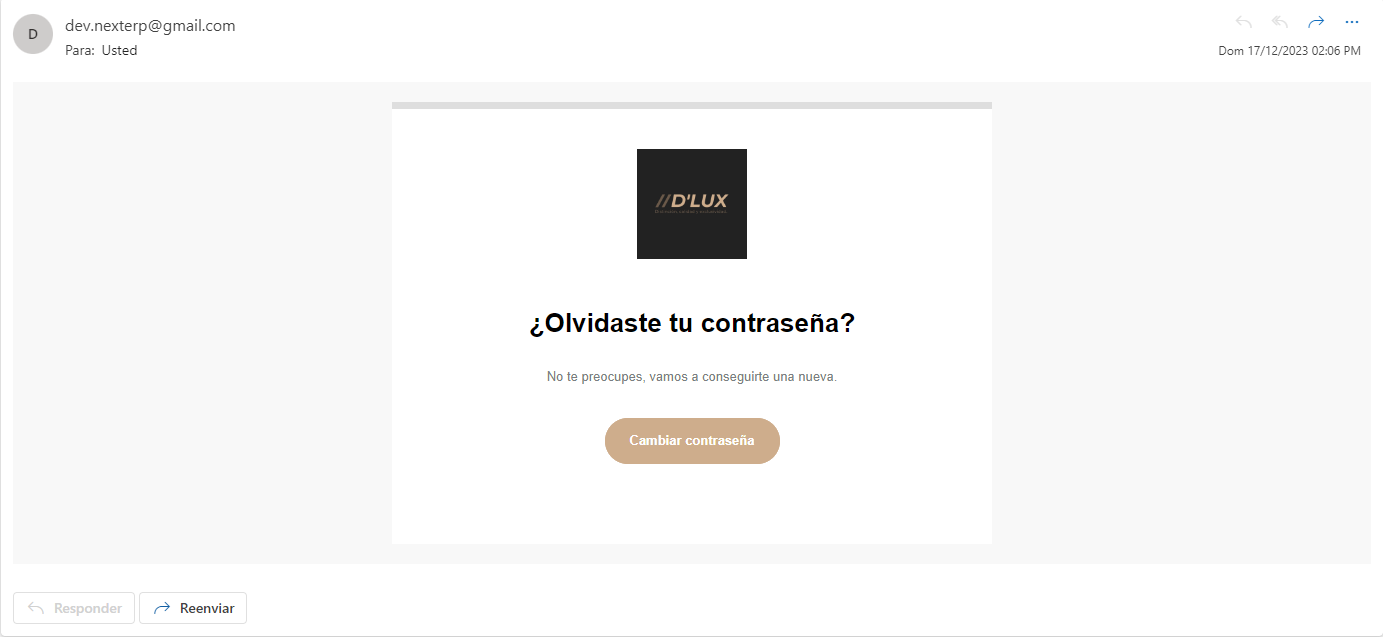 D
dev.nexterp@gmail.com
Para: Usted
Dom 17/12/2023 02:06 PM
//D'LUX
¿Olvidaste tu contraseña?
No te preocupes, vamos a conseguirte una nueva.
Cambiar contraseña
Responder
Reenviar